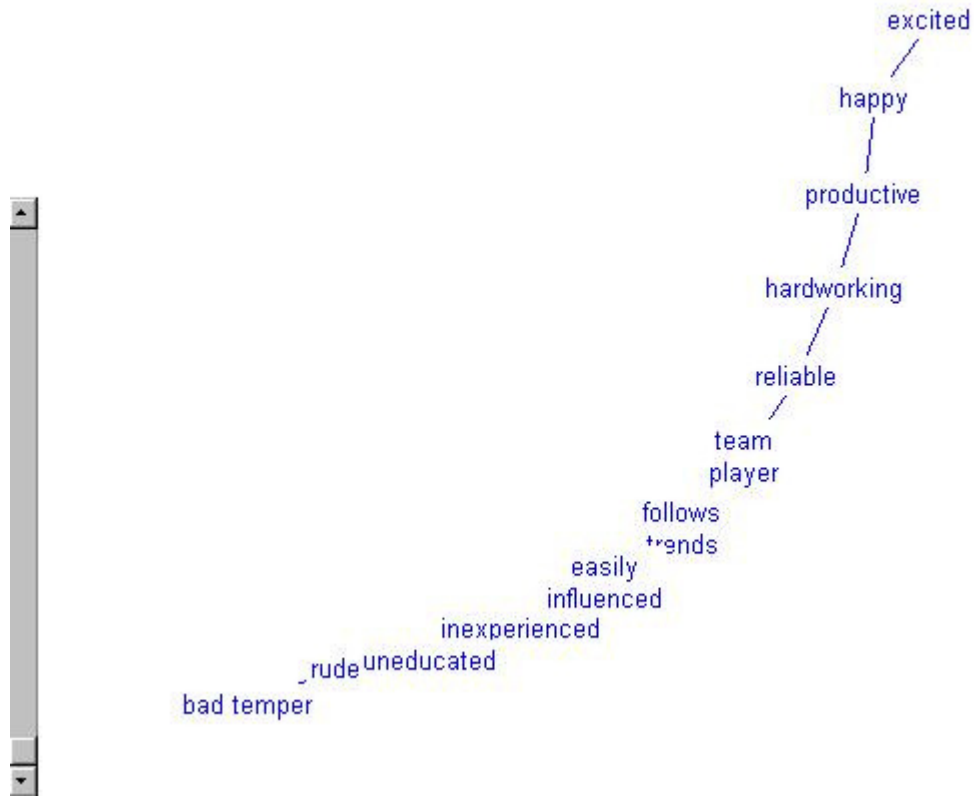 excited
happy
productive
hardworking
reliable
team
player
follows
trends
easily
influenced
inexperienced
uneducated
rude
bad temper